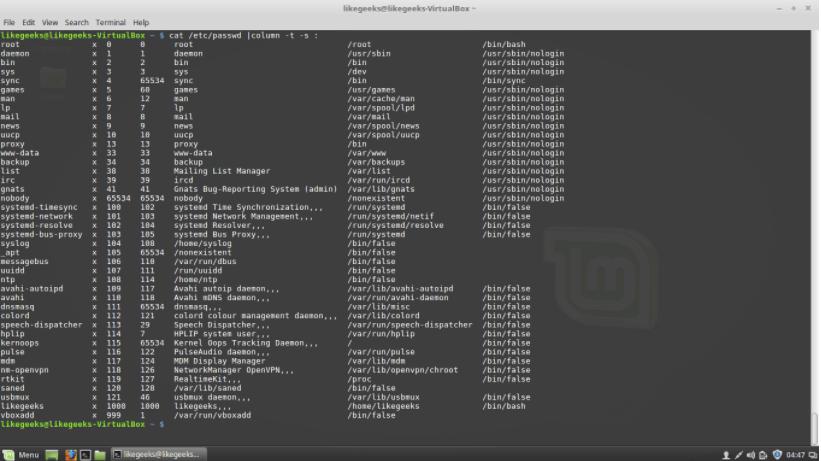 likegeeks@likegeeks-VirtualBox ~
File Edit View Search Terminal Help
likegeeks@likegeeks-VirtualBox ~ $ cat /etc/passwd |column -t -s :
root x 0 0 root /root /bin/bash
daemon x 1 1 daemon /usr/sbin /usr/sbin/nologin
bin x 2 2 bin /bin /usr/sbin/nologin
sys x 3 3 sys /dev /usr/sbin/nologin
sync x 4 65534 sync /bin /bin/sync
games x 5 60 games /usr/games /usr/sbin/nologin
man x 6 12 man /var/cache/man /usr/sbin/nologin
lp x 7 7 lp /var/spool/lpd /usr/sbin/nologin
mail x 8 8 mail /var/mail /usr/sbin/nologin
news x 9 9 news /var/spool/news /usr/sbin/nologin
uucp x 10 10 uucp /var/spool/uucp /usr/sbin/nologin
proxy x 13 13 proxy /bin /usr/sbin/nologin
www-data x 33 33 www-data /var/www /usr/sbin/nologin
backup x 34 34 backup /var/backups /usr/sbin/nologin
list x 38 38 Mailing List Manager /var/list /usr/sbin/nologin
irc x 39 39 ircd /var/run/ircd /usr/sbin/nologin
gnats x 41 41 Gnats Bug-Reporting System (admin) /var/lib/gnats /usr/sbin/nologin
nobody x 65534 65534 nobody /nonexistent /usr/sbin/nologin
systemd-timesync x 100 102 systemd Time Synchronization,,, /run/systemd /bin/false
systemd-network x 101 103 systemd Network Management,,, /run/systemd/netif /bin/false
systemd-resolve x 102 104 systemd Resolver,,, /run/systemd/resolve /bin/false
systemd-bus-proxy x 103 105 systemd Bus Proxy,,, /run/systemd /bin/false
syslog x 104 108 /home/syslog /bin/false
_apt x 105 65534 /nonexistent /bin/false
messagebus x 106 110 /var/run/dbus /bin/false
uuidd x 107 111 /run/uuidd /bin/false
ntp x 108 114 /home/ntp /bin/false
avahi-autoipd x 109 117 Avahi autoip daemon,,, /var/lib/avahi-autoipd /bin/false
avahi x 110 118 Avahi mDNS daemon,,, /var/run/avahi-daemon /bin/false
dnsmasq x 111 65534 dnsmasq,,, /var/lib/misc /bin/false
colord x 112 121 colord colour management daemon,,, /var/lib/colord /bin/false
speech-dispatcher x 113 29 Speech Dispatcher,,, /var/run/speech-dispatcher /bin/false
hplip x 114 7 HPLIP system user,,, /var/run/hplip /bin/false
kernoops x 115 65534 Kernel Oops Tracking Daemon,,, / /bin/false
pulse x 116 122 PulseAudio daemon,,, /var/run/pulse /bin/false
mdm x 117 124 MDM Display Manager /var/lib/mdm /bin/false
nm-openvpn x 118 126 NetworkManager OpenVPN,,, /var/lib/openvpn/chroot /bin/false
rtkit x 119 127 RealtimeKit,,, /proc /bin/false
saned x 120 128 /var/lib/saned /bin/false
usbmux x 121 46 usbmux daemon,,, /var/lib/usbmux /bin/false
likegeeks x 1000 1000 likegeeks,,, /home/likegeeks /bin/bash
vboxadd x 999 1 /var/run/vboxadd /bin/false
likegeeks@likegeeks-VirtualBox ~ $
Menu likegeeks@likegeeks... 04:47